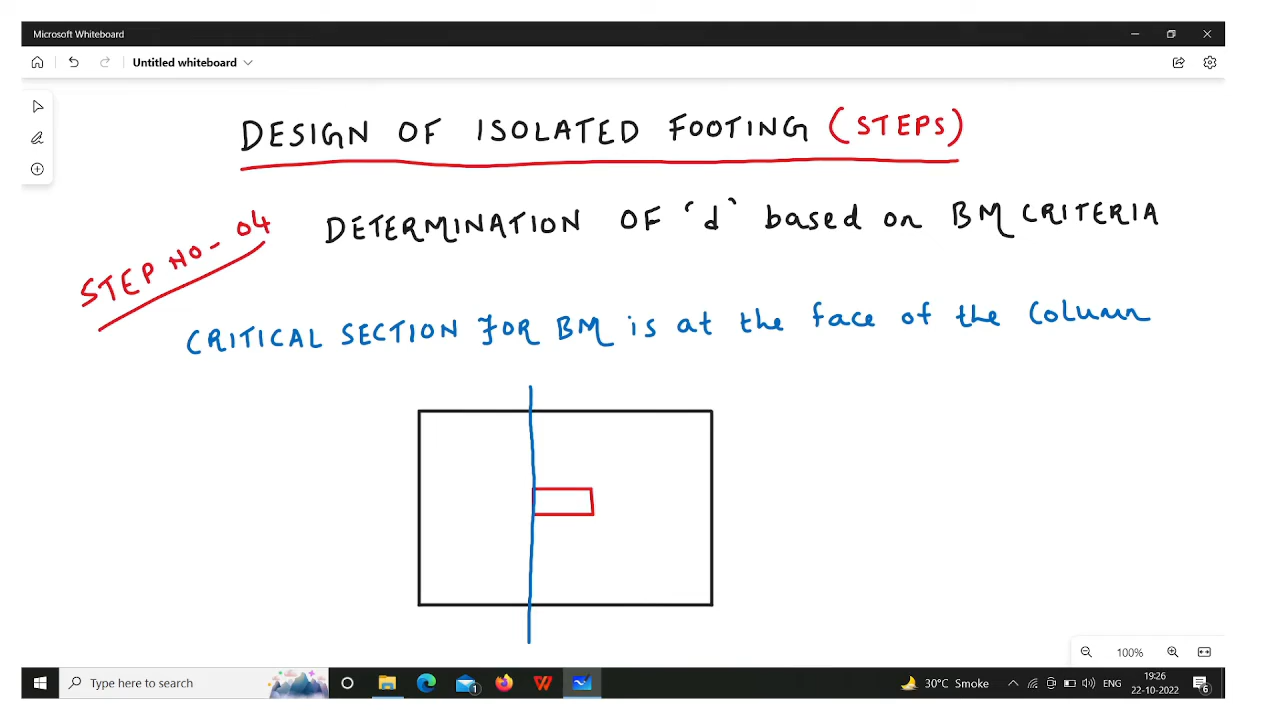 Microsoft Whiteboard
Untitled whiteboard
DESIGN OF ISOLATED FOOTING (STEPS)
STEP NO - 04
DETERMINATION OF 'd' based on BM CRITERIA
CRITICAL SECTION FOR BM is at the face of the Column
100%
Type here to search
1
30°C Smoke
ENG
19:26
22-10-2022
6